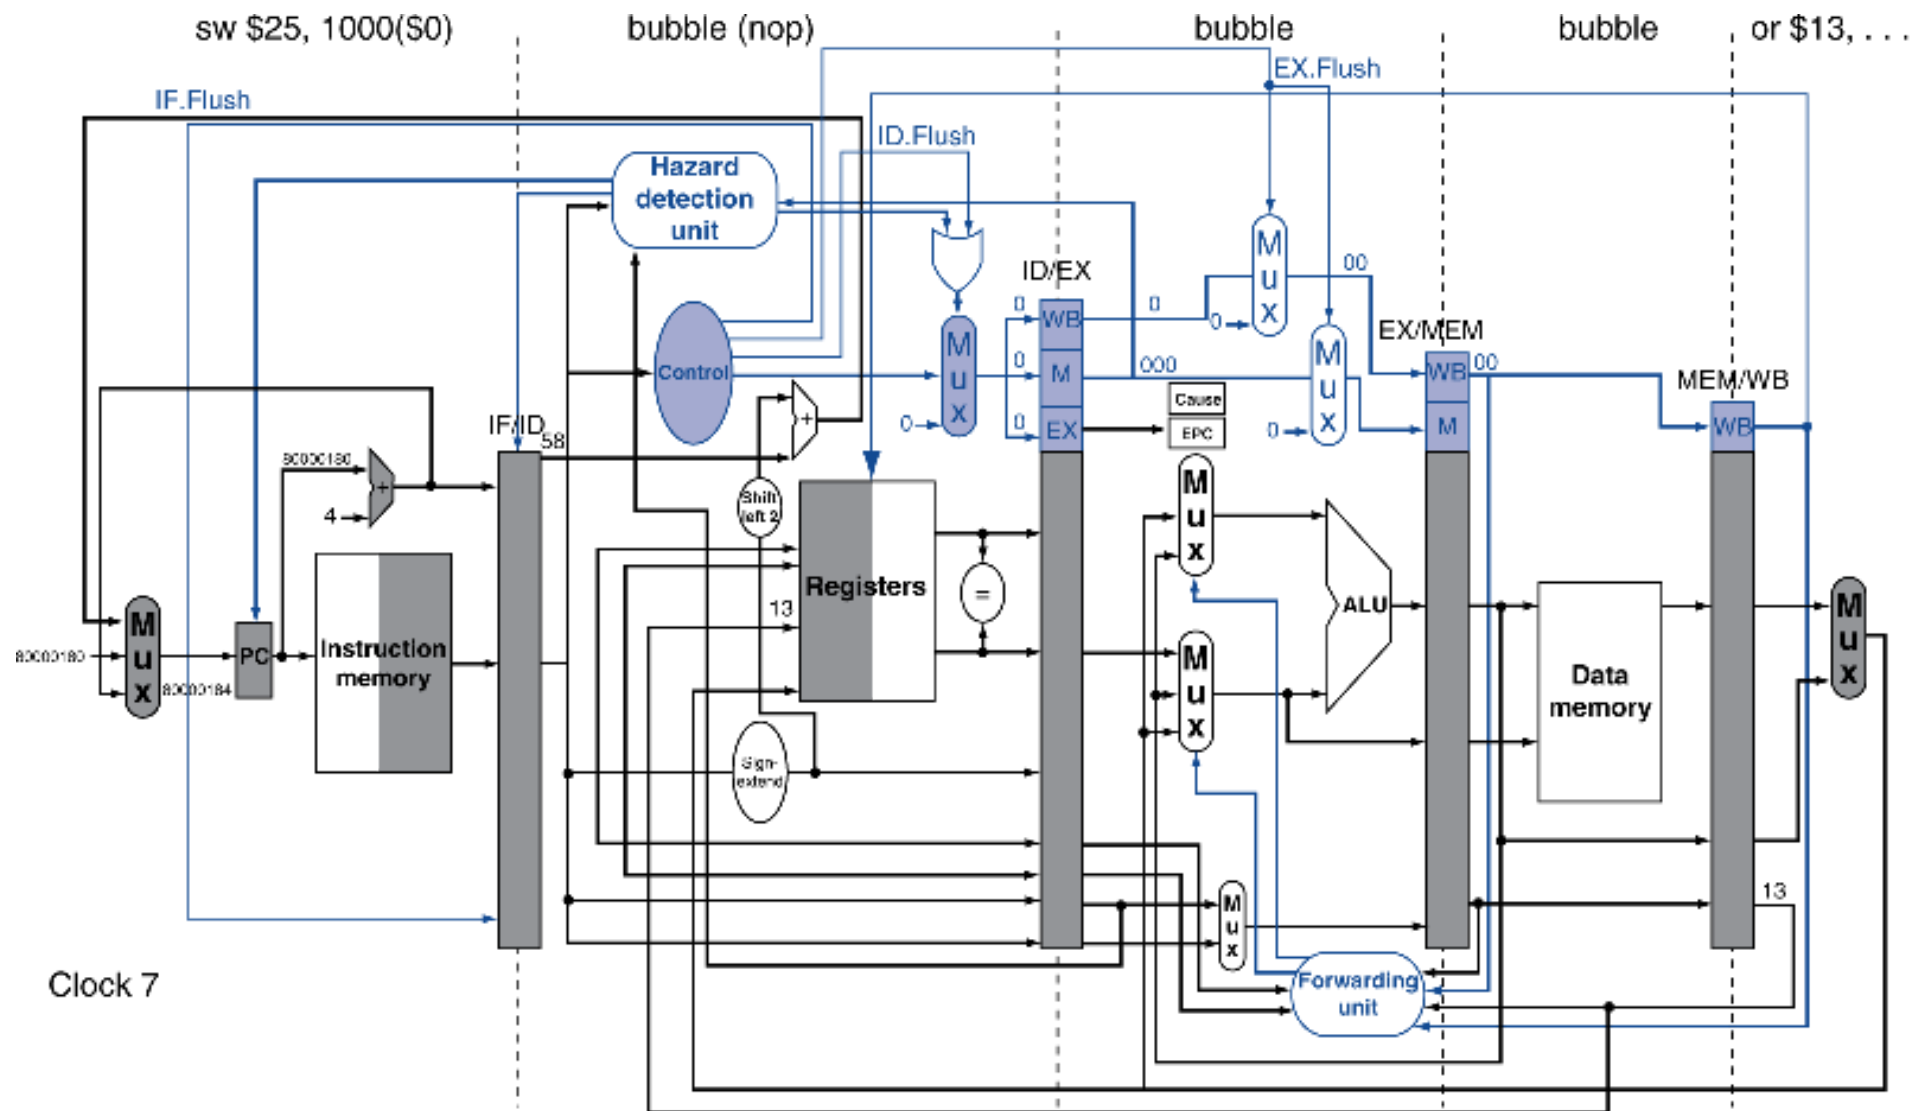 sw $25, 1000($0)
bubble (nop)
bubble
bubble
or $13, . . .
EX.Flush
IF.Flush
ID.Flush
Hazard
detection
unit
M
u
x
00
ID/EX
0
WB
0
0
EX/MEM
M
u
x
Control
M
u
x
0
M
000
WB
00
MEM/WB
Cause
0
0
EX
EPC
0
M
WB
IF/ID
58
+
80000180
+
4
Shift
left 2
M
u
x
Registers
=
13
ALU
M
u
x
80000180
80000184
PC
Instruction
memory
M
u
x
Data
memory
M
u
x
Sign-
extend
13
M
u
x
Forwarding
unit
Clock 7